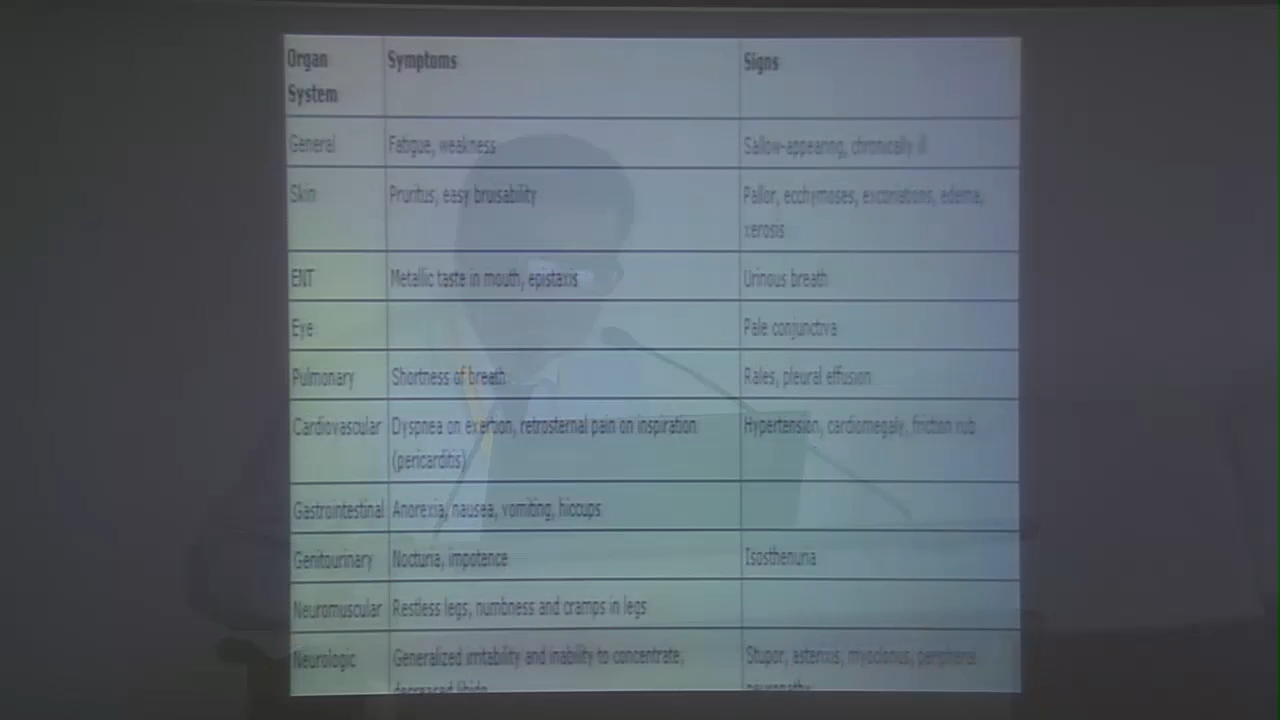 Organ System | Symptoms | Signs
General | Fatigue, weakness | Sallow-appearing, chronically ill
Skin | Pruritus, easy bruisability | Pallor, ecchymoses, excoriations, edema, xerosis
ENT | Metallic taste in mouth, epistaxis | Urinous breath
Eye | Pale conjunctiva
Pulmonary | Shortness of breath | Rales, pleural effusion
Cardiovascular | Dyspnea on exertion, retrosternal pain on inspiration (pericarditis) | Hypertension, cardiomegaly, friction rub
Gastrointestinal | Anorexia, nausea, vomiting, hiccups
Genitourinary | Nocturia, impotence | Isosthenuria
Neuromuscular | Restless legs, numbness and cramps in legs
Neurologic | Generalized irritability and inability to concentrate, decreased libido | Stupor, asterixis, myoclonus, peripheral neuropathy